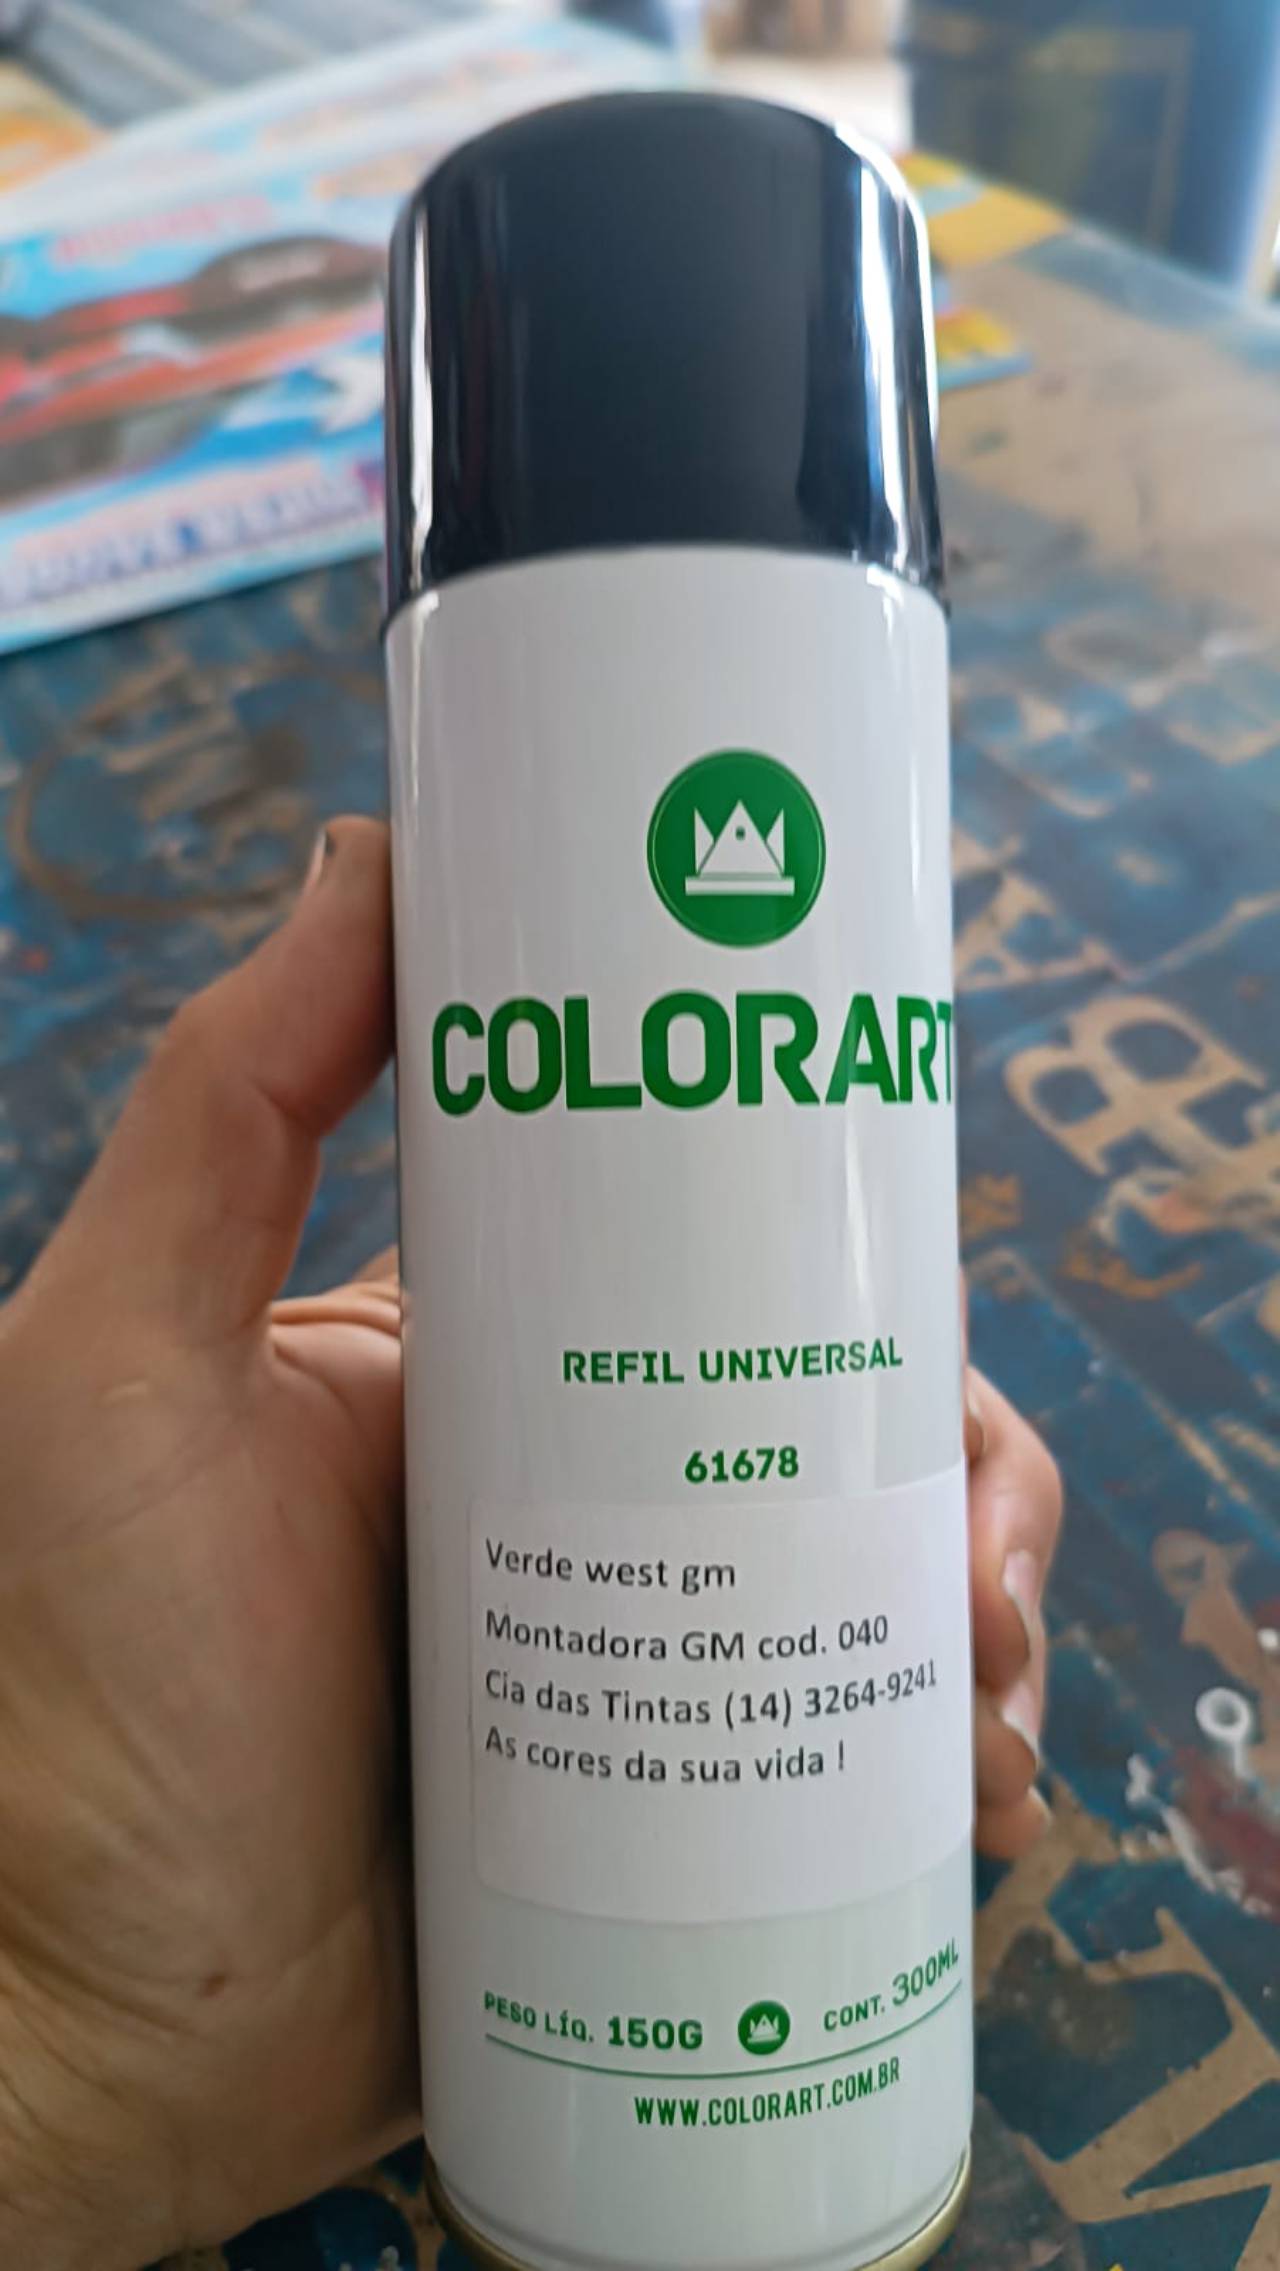 COLORART
REFIL UNIVERSAL
61678
Verde west gm
Montadora GM cod. 040
Cia das Tintas (14) 3264-9241
As cores da sua vida !
PESO LÍQ. 150G CONT. 300ML
WWW.COLORART.COM.BR